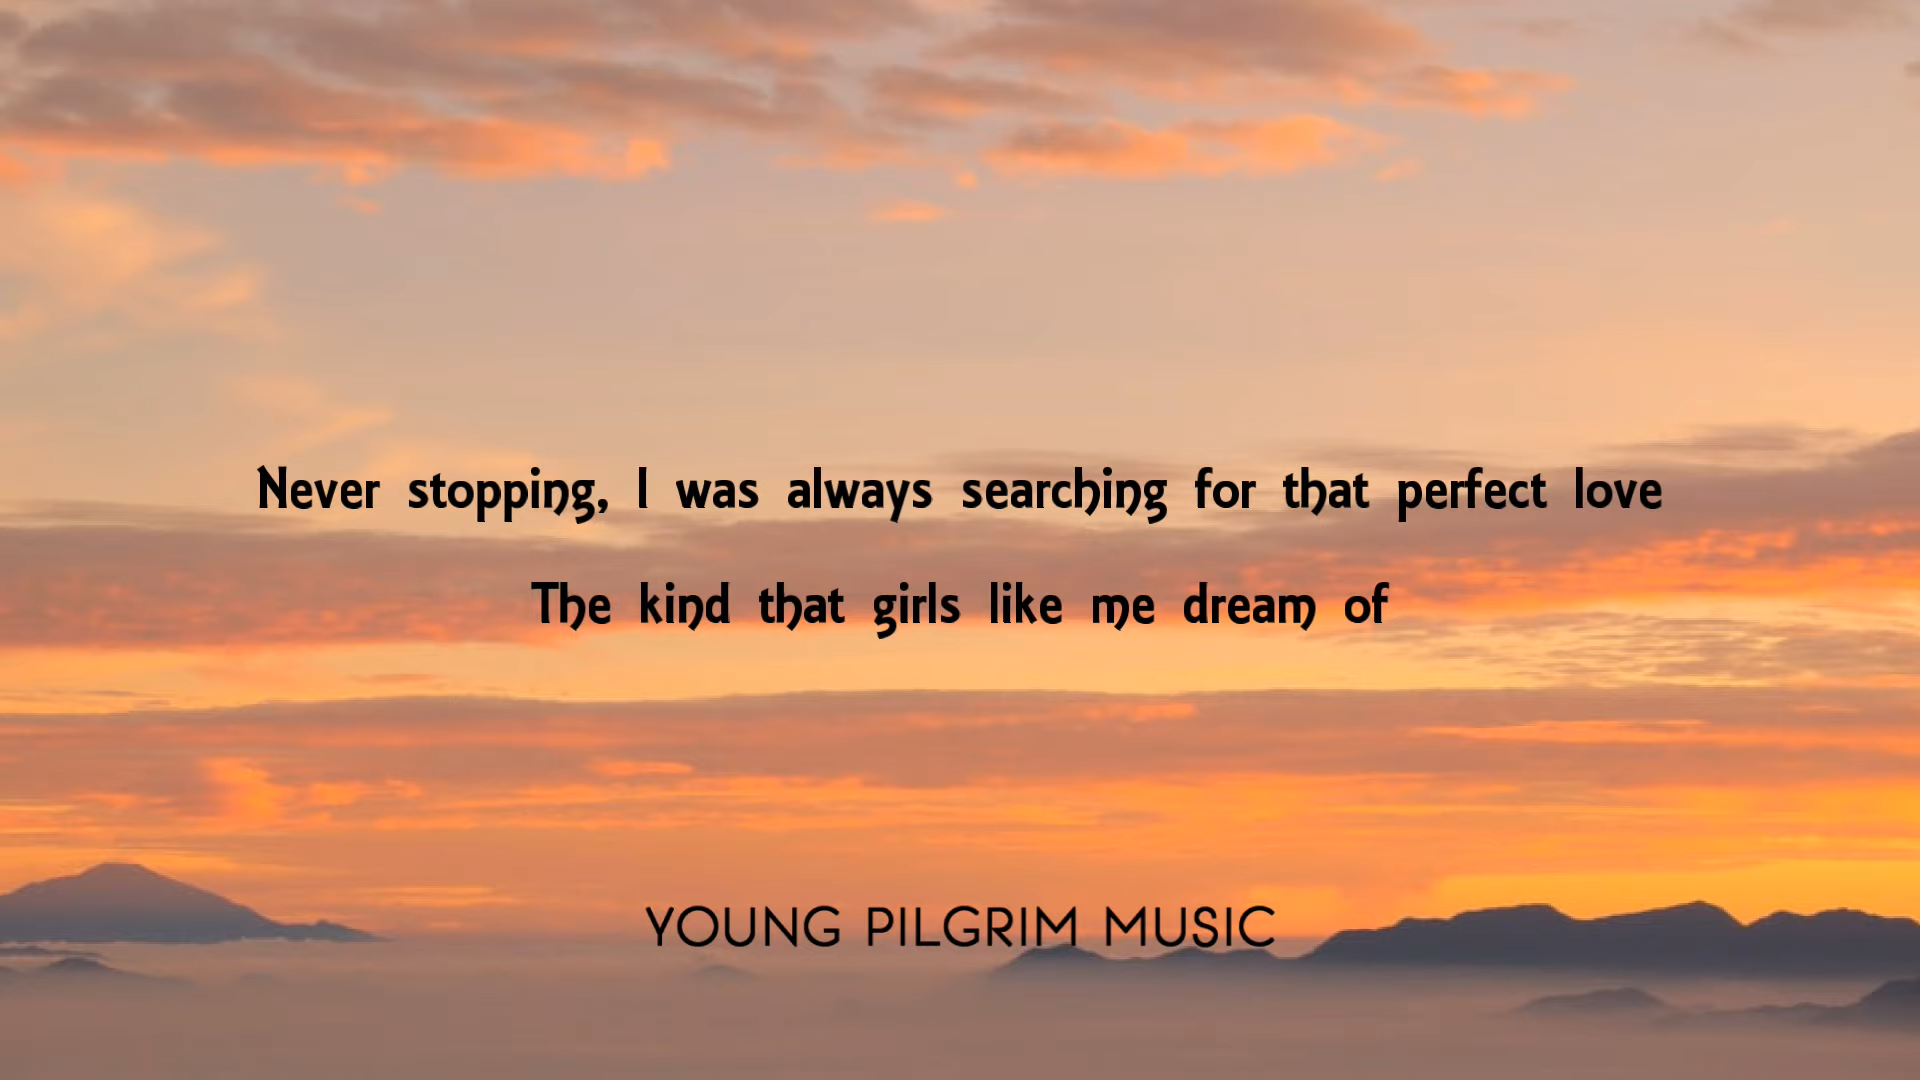 Never stopping, I was always searching for that perfect love
The kind that girls like me dream of
YOUNG PILGRIM MUSIC